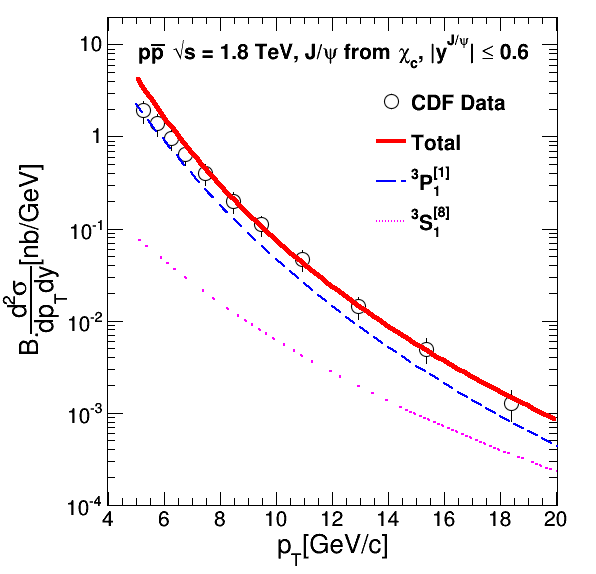 pp̅ √s = 1.8 TeV, J/ψ from χc, |y^J/ψ| ≤ 0.6
CDF Data
Total
³P₁^[1]
³S₁^[8]
B. d²σ/dp_Tdy [nb/GeV]
10
1
10⁻¹
10⁻²
10⁻³
10⁻⁴
4 6 8 10 12 14 16 18 20
p_T[GeV/c]